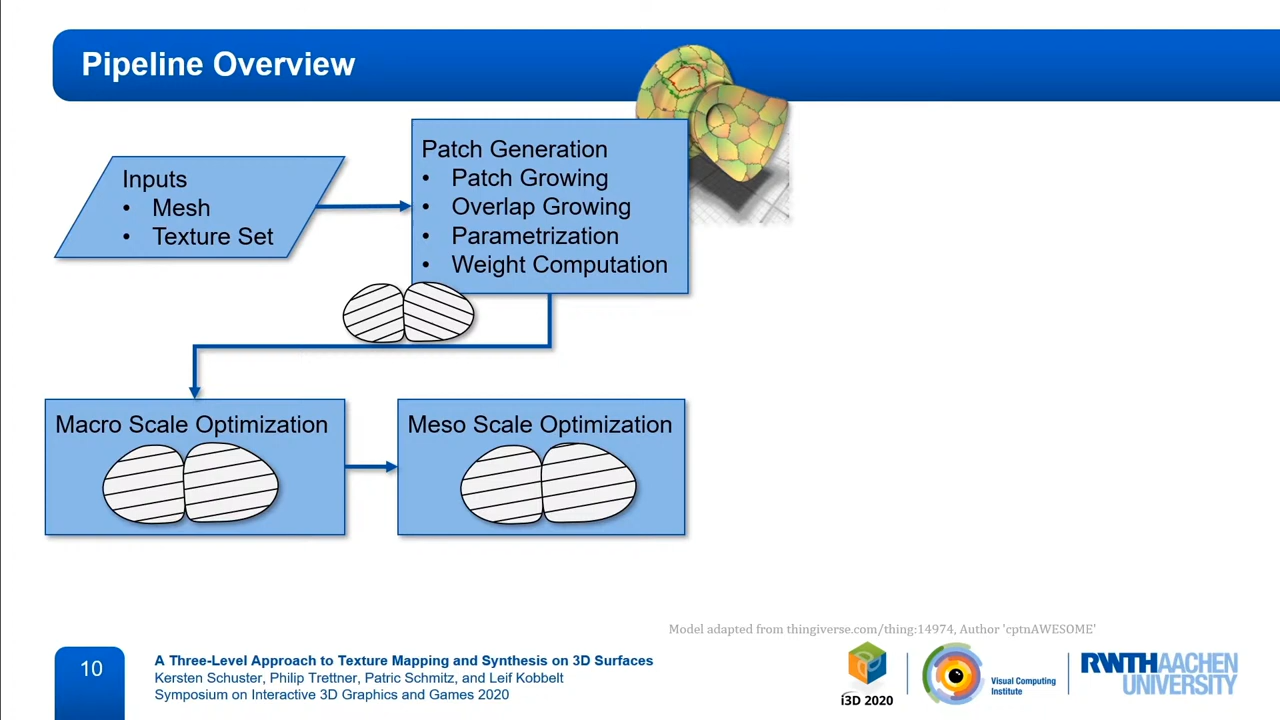 Pipeline Overview
Inputs
• Mesh
• Texture Set
Patch Generation
• Patch Growing
• Overlap Growing
• Parametrization
• Weight Computation
Macro Scale Optimization
Meso Scale Optimization
Model adapted from thingiverse.com/thing:14974, Author 'cptnAWESOME'
10
A Three-Level Approach to Texture Mapping and Synthesis on 3D Surfaces
Kersten Schuster, Philip Trettner, Patric Schmitz, and Leif Kobbelt
Symposium on Interactive 3D Graphics and Games 2020
i3D 2020
Visual Computing
Institute
RWTHAACHEN
UNIVERSITY